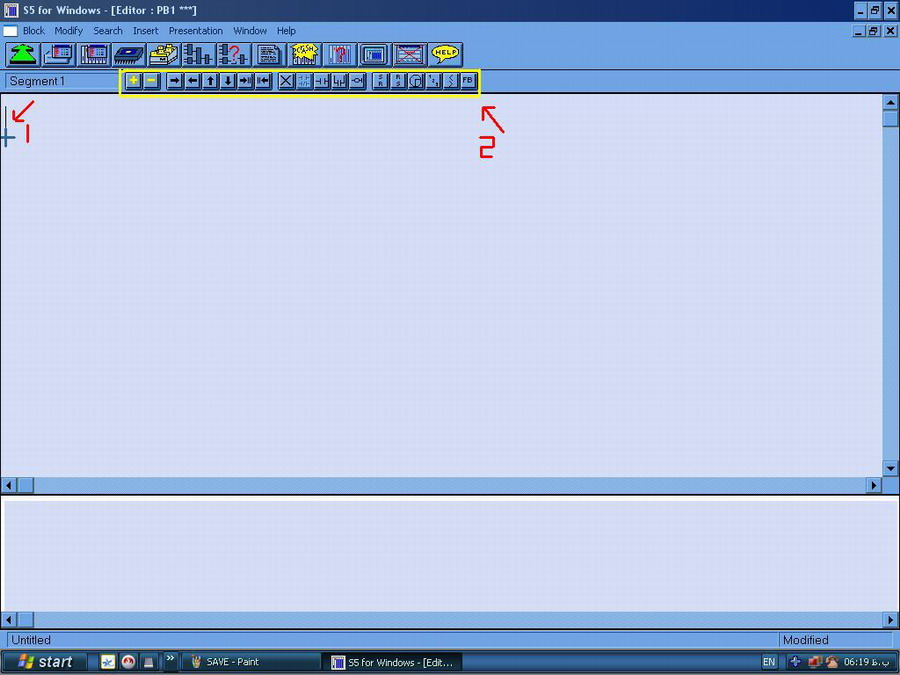 S5 for Windows - [Editor : PB1 ***]
Block Modify Search Insert Presentation Window Help
HELP
Segment 1
FB
1
2
Untitled Modified
start » SAVE - Paint S5 for Windows - [Edit... EN 06:19 ب.ظ